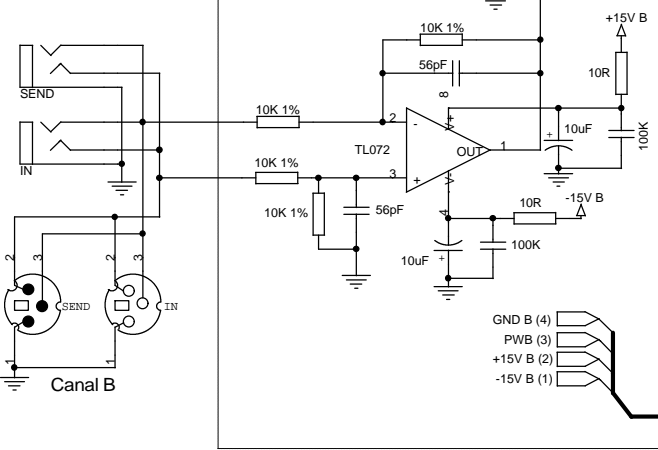 10K 1%
+15V B
56pF
8
10R
SEND
10K 1%
2
-
V+
10uF
100K
TL072
OUT
1
IN
10K 1%
3
+
V-
10K 1%
56pF
4
10R
-15V B
+
10uF
+
100K
2
3
2
3
SEND
IN
1
1
Canal B
GND B (4)
PWB (3)
+15V B (2)
-15V B (1)